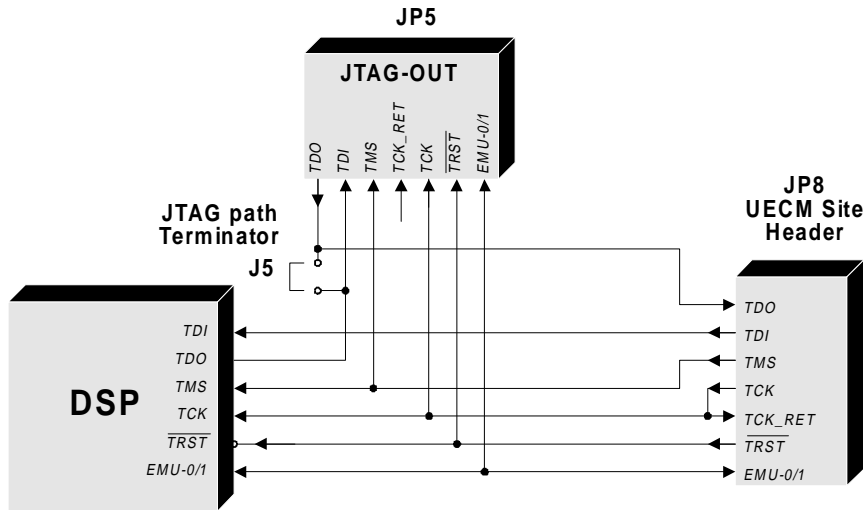 JP5
JTAG-OUT
TDO
TDI
TMS
TCK_RET
TCK
TRST
EMU-0/1
JTAG path
Terminator
J5
JP8
UECM Site
Header
DSP
TDI
TDO
TMS
TCK
TRST
EMU-0/1
TDO
TDI
TMS
TCK
TCK_RET
TRST
EMU-0/1